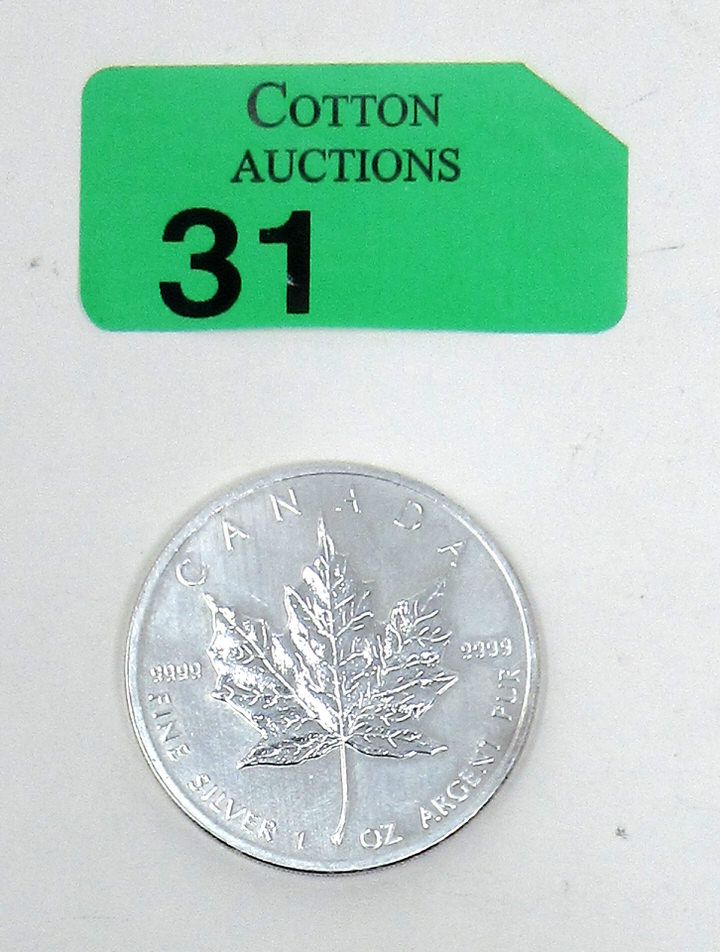 COTTON
AUCTIONS
31
CANADA
9999 9999
FINE SILVER 1 OZ ARGENT PUR